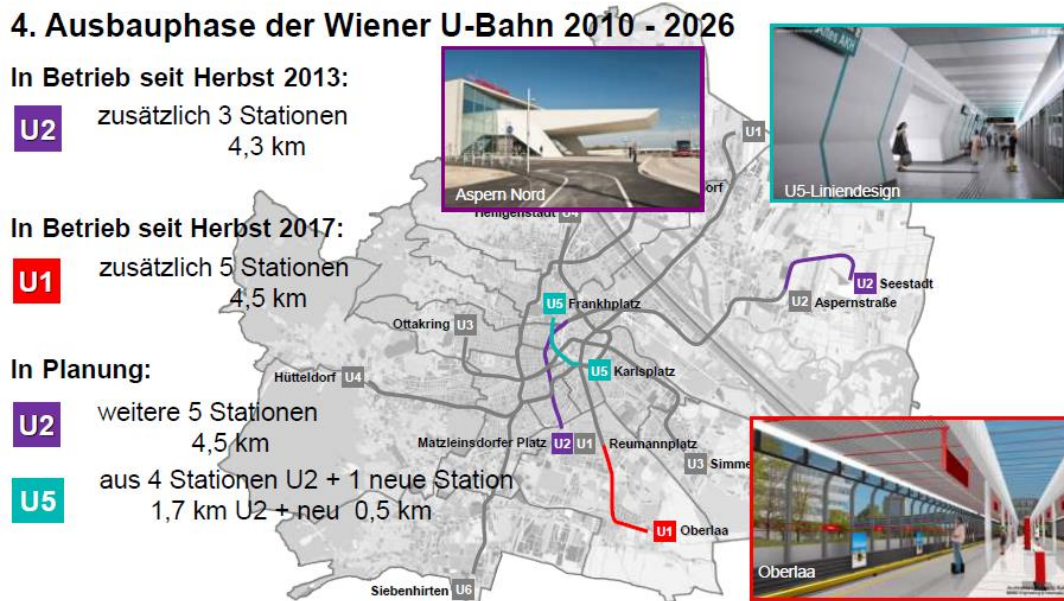 4. Ausbauphase der Wiener U-Bahn 2010 - 2026
In Betrieb seit Herbst 2013:
U2
zusätzlich 3 Stationen
4,3 km
In Betrieb seit Herbst 2017:
U1
zusätzlich 5 Stationen
4,5 km
In Planung:
U2
weitere 5 Stationen
4,5 km
U5
aus 4 Stationen U2 + 1 neue Station
1,7 km U2 + neu 0,5 km
Aspern Nord
AKH
U5-Liniendesign
U1
Heiligenstadt U4
U2 Seestadt
U2 Aspernstraße
U5 Frankhplatz
Ottakring U3
U5 Karlsplatz
Hütteldorf U4
Matzleinsdorfer Platz U2 U1 Reumannplatz
U3
U1 Oberlaa
Oberlaa
Siebenhirten U6